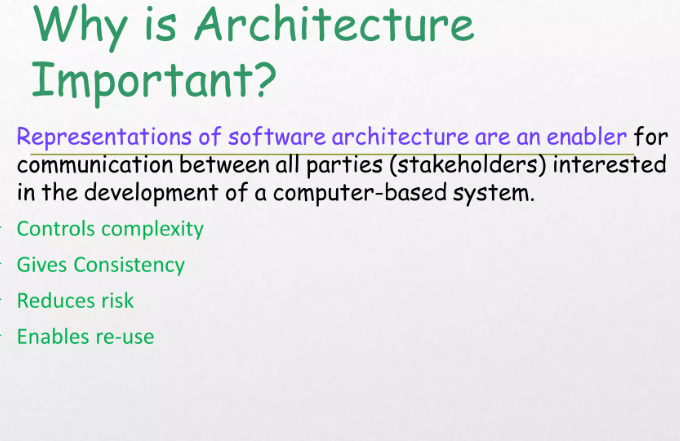 Why is Architecture
Important?
Representations of software architecture are an enabler for
communication between all parties (stakeholders) interested
in the development of a computer-based system.
Controls complexity
Gives Consistency
Reduces risk
Enables re-use